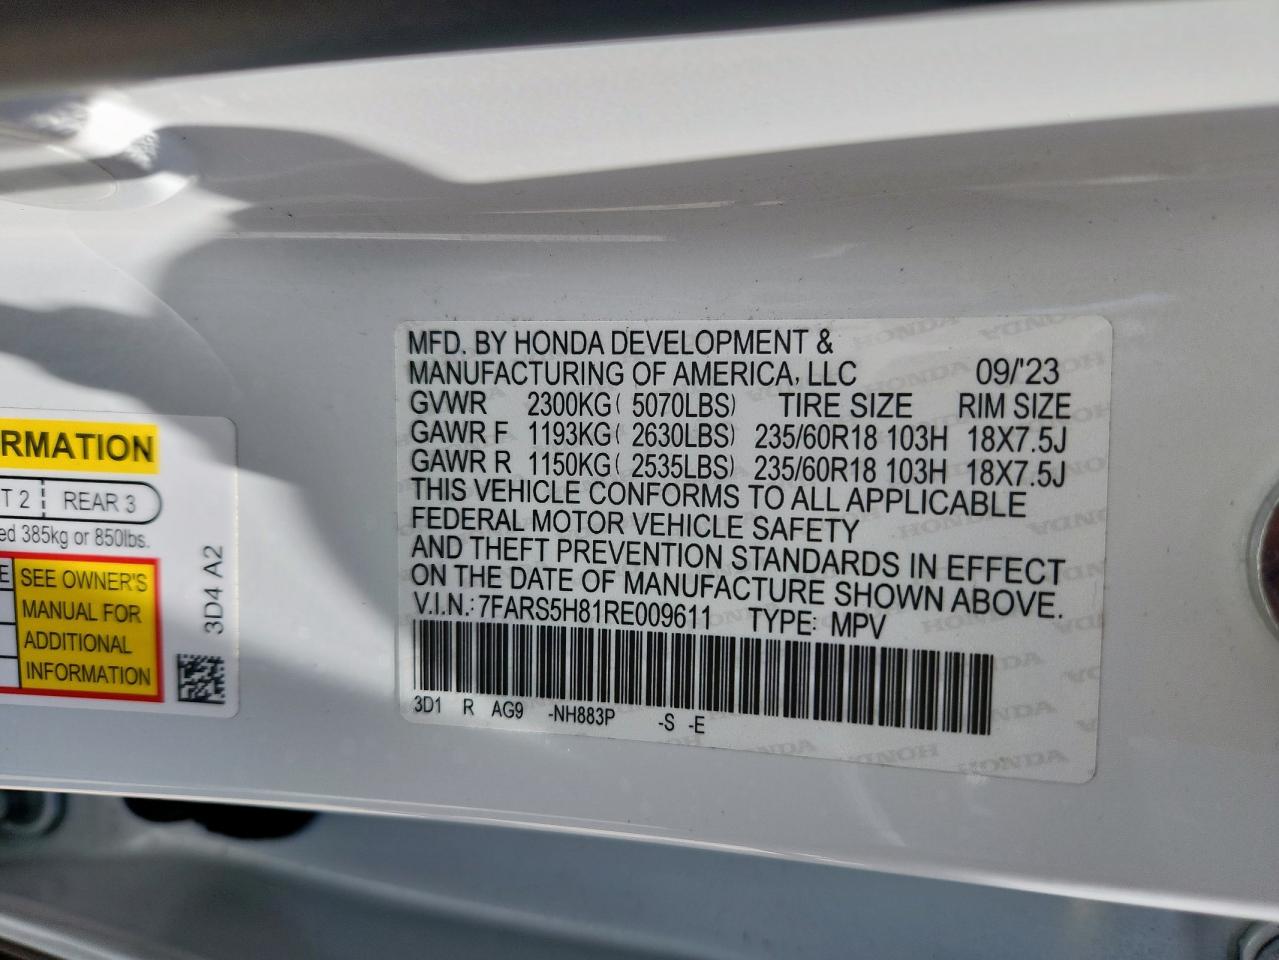 MFD. BY HONDA DEVELOPMENT &
MANUFACTURING OF AMERICA, LLC 09/'23
GVWR 2300KG( 5070LBS) TIRE SIZE RIM SIZE
GAWR F 1193KG( 2630LBS) 235/60R18 103H 18X7.5J
GAWR R 1150KG( 2535LBS) 235/60R18 103H 18X7.5J
THIS VEHICLE CONFORMS TO ALL APPLICABLE
FEDERAL MOTOR VEHICLE SAFETY
AND THEFT PREVENTION STANDARDS IN EFFECT
ON THE DATE OF MANUFACTURE SHOWN ABOVE.
V.I.N.: 7FARS5H81RE009611 TYPE: MPV
3D1 R AG9 -NH883P -S -E
RMATION
T 2 REAR 3
ed 385kg or 850lbs.
E
SEE OWNER'S
MANUAL FOR
ADDITIONAL
INFORMATION
3D4 A2